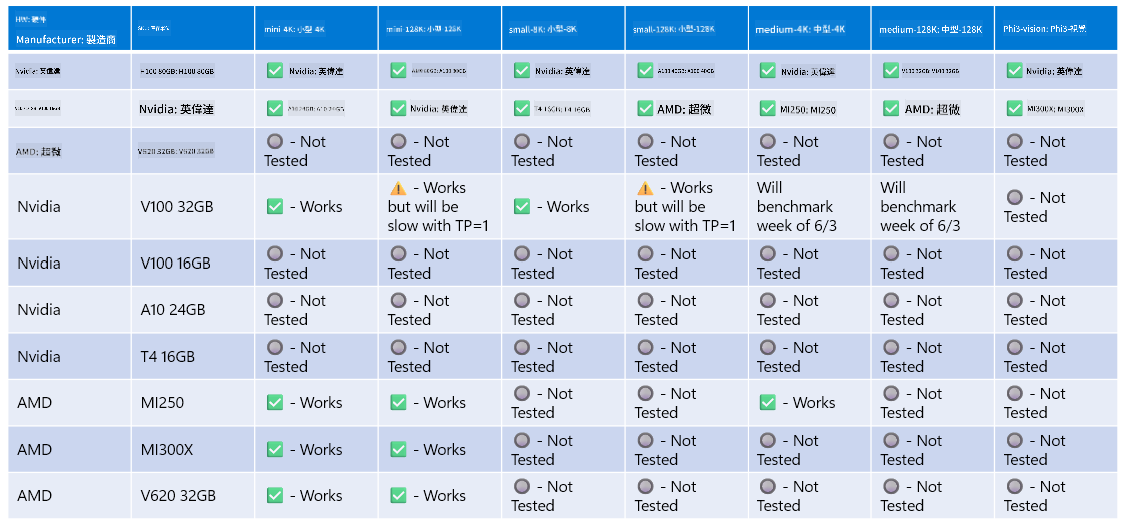 HW: 硬件
Manufacturer: 製造商
mini-4K: 小型-4K
mini-128K: 小型-128K
small-8K: 小型-8K
small-128K: 小型-128K
medium-4K: 中型-4K
medium-128K: 中型-128K
Phi3-vision: Phi3-視覺
Nvidia: 英偉達
H100 80GB: H100 80GB
Nvidia: 英偉達
A100 80GB: A100 80GB
Nvidia: 英偉達
A100 40GB: A100 40GB
Nvidia: 英偉達
V100 32GB: V100 32GB
Nvidia: 英偉達
Nvidia: 英偉達
A10 24GB: A10 24GB
Nvidia: 英偉達
T4 16GB: T4 16GB
AMD: 超微
MI250: MI250
AMD: 超微
MI300X: MI300X
AMD: 超微
V620 32GB: V620 32GB
- Not
Tested
- Not
Tested
- Not
Tested
- Not
Tested
- Not
Tested
- Not
Tested
- Not
Tested
Nvidia
V100 32GB
- Works
- Works
but will be
slow with TP=1
- Works
- Works
but will be
slow with TP=1
Will
benchmark
week of 6/3
Will
benchmark
week of 6/3
- Not
Tested
Nvidia
V100 16GB
- Not
Tested
- Not
Tested
- Not
Tested
- Not
Tested
- Not
Tested
- Not
Tested
- Not
Tested
Nvidia
A10 24GB
- Not
Tested
- Not
Tested
- Not
Tested
- Not
Tested
- Not
Tested
- Not
Tested
- Not
Tested
Nvidia
T4 16GB
- Not
Tested
- Not
Tested
- Not
Tested
- Not
Tested
- Not
Tested
- Not
Tested
- Not
Tested
AMD
MI250
- Works
- Works
- Not
Tested
- Not
Tested
- Works
- Not
Tested
- Not
Tested
AMD
MI300X
- Works
- Works
- Not
Tested
- Not
Tested
- Not
Tested
- Not
Tested
- Not
Tested
AMD
V620 32GB
- Works
- Works
- Not
Tested
- Not
Tested
- Not
Tested
- Not
Tested
- Not
Tested